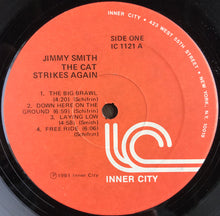 INNER CITY • 423 WEST 55TH STREET • NEW YORK, N.Y. 10019
JIMMY SMITH
THE CAT
STRIKES AGAIN
SIDE ONE
IC 1121 A
1. THE BIG BRAWL
(4:20) (Schifrin)
2. DOWN HERE ON THE
GROUND (6:59) (Schifrin)
3. LAYING LOW
(4:58) (Smith)
4. FREE RIDE (6:06)
(Schifrin)
℗ 1981 Inner City
INNER CITY